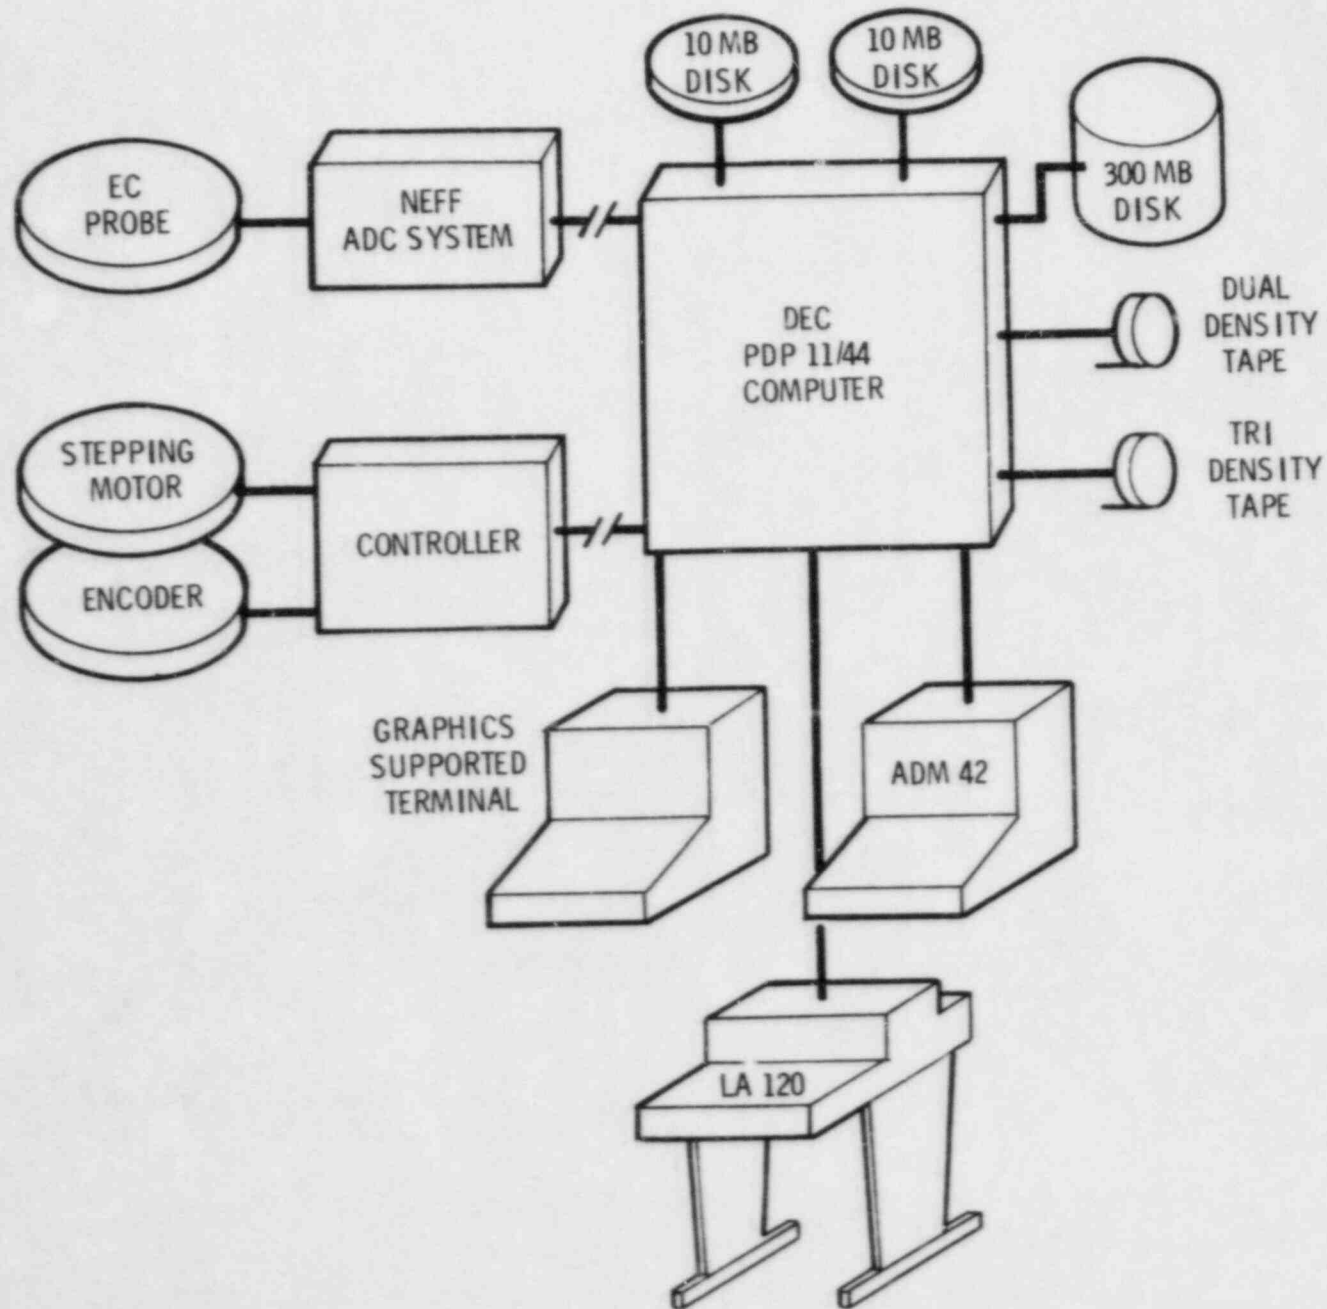 10 MB
DISK
10 MB
DISK
300 MB
DISK
EC
PROBE
NEFF
ADC SYSTEM
DEC
PDP 11/44
COMPUTER
DUAL
DENSITY
TAPE
STEPPING
MOTOR
ENCODER
CONTROLLER
TRI
DENSITY
TAPE
GRAPHICS
SUPPORTED
TERMINAL
ADM 42
LA 120